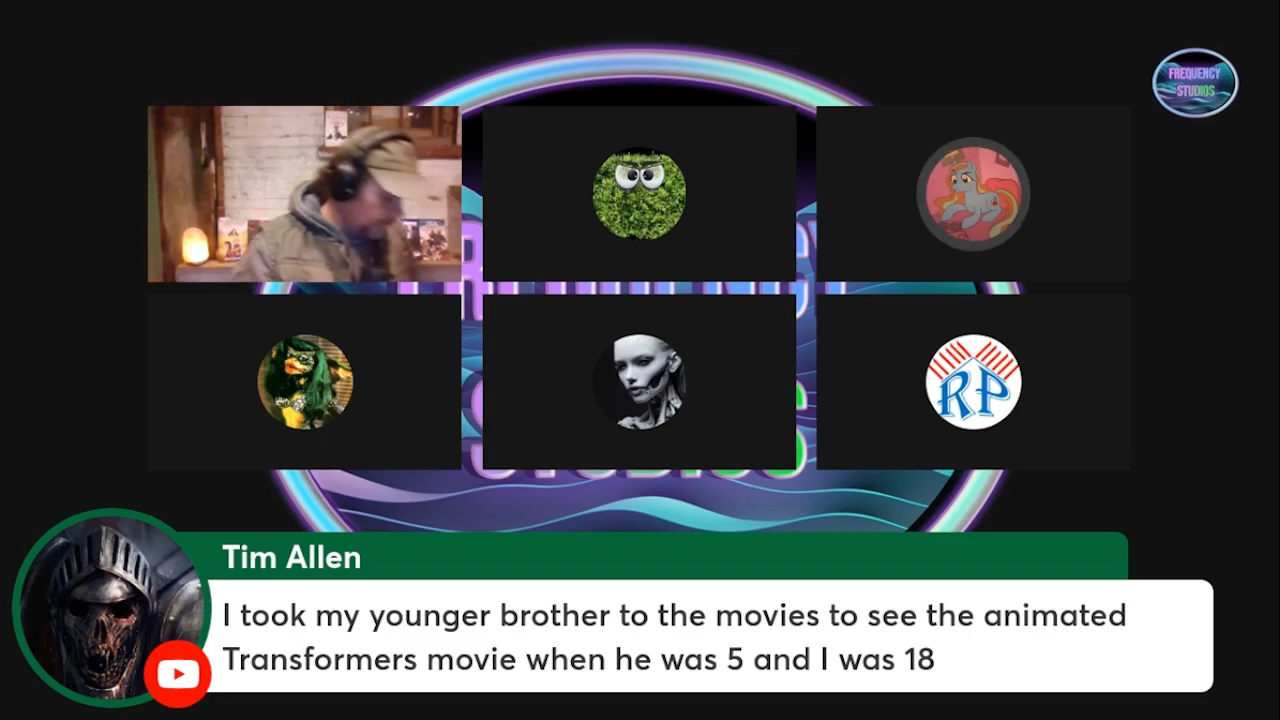 FREQUENCY
STUDIOS
RP
Tim Allen
I took my younger brother to the movies to see the animated
Transformers movie when he was 5 and I was 18